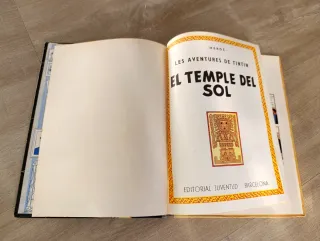 HERGÉ
LES AVENTURES DE TINTIN
EL TEMPLE DEL
SOL
EDITORIAL JUVENTUD BARCELONA